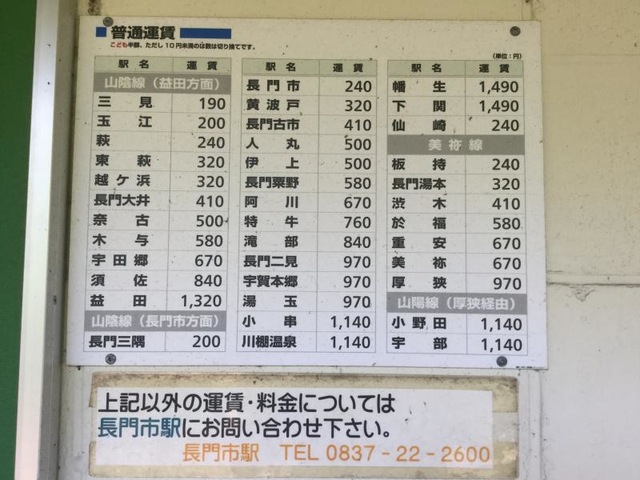 普通運賃
こども半額、ただし10円未満のは数は切り捨てです。
(単位:円)
駅名 運賃
山陰線(益田方面)
三見 190
玉江 200
萩 240
東萩 320
越ケ浜 320
長門大井 410
奈古 500
木与 580
宇田郷 670
須佐 840
益田 1,320
山陰線(長門市方面)
長門三隅 200
駅名 運賃
長門市 240
黄波戸 320
長門古市 410
人丸 500
伊上 500
長門粟野 580
阿川 670
特牛 760
滝部 840
長門二見 970
宇賀本郷 970
湯玉 970
小串 1,140
川棚温泉 1,140
駅名 運賃
幡生 1,490
下関 1,490
仙崎 240
美祢線
板持 240
長門湯本 320
渋木 410
於福 580
重安 670
美祢 670
厚狭 970
山陽線(厚狭経由)
小野田 1,140
宇部 1,140
上記以外の運賃・料金については
長門市駅にお問い合わせ下さい。
長門市駅 TEL 0837-22-2600